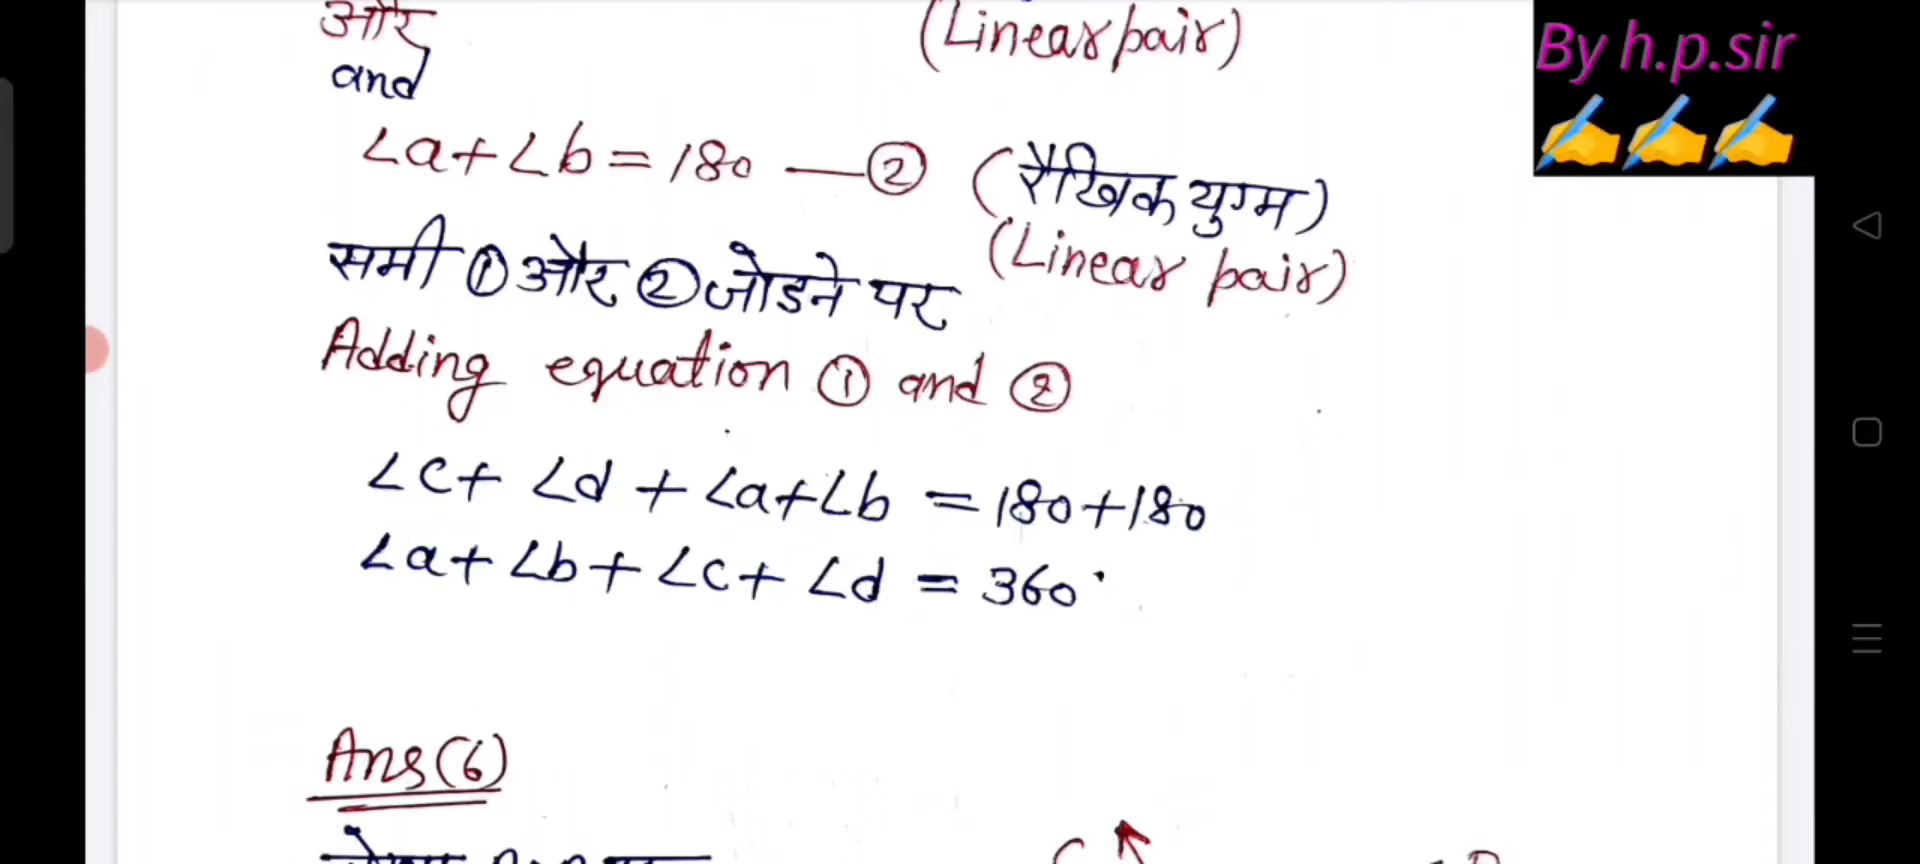 और
(Linear pair)
and
∠a+∠b=180 —② (रैखिक युग्म)
(Linear pair)
समी ① और ② जोडने पर
Adding equation ① and ②
∠c+ ∠d + ∠a+∠b = 180+180
∠a+ ∠b+ ∠c+ ∠d = 360°
Ans(6)
By h.p.sir
✍✍✍